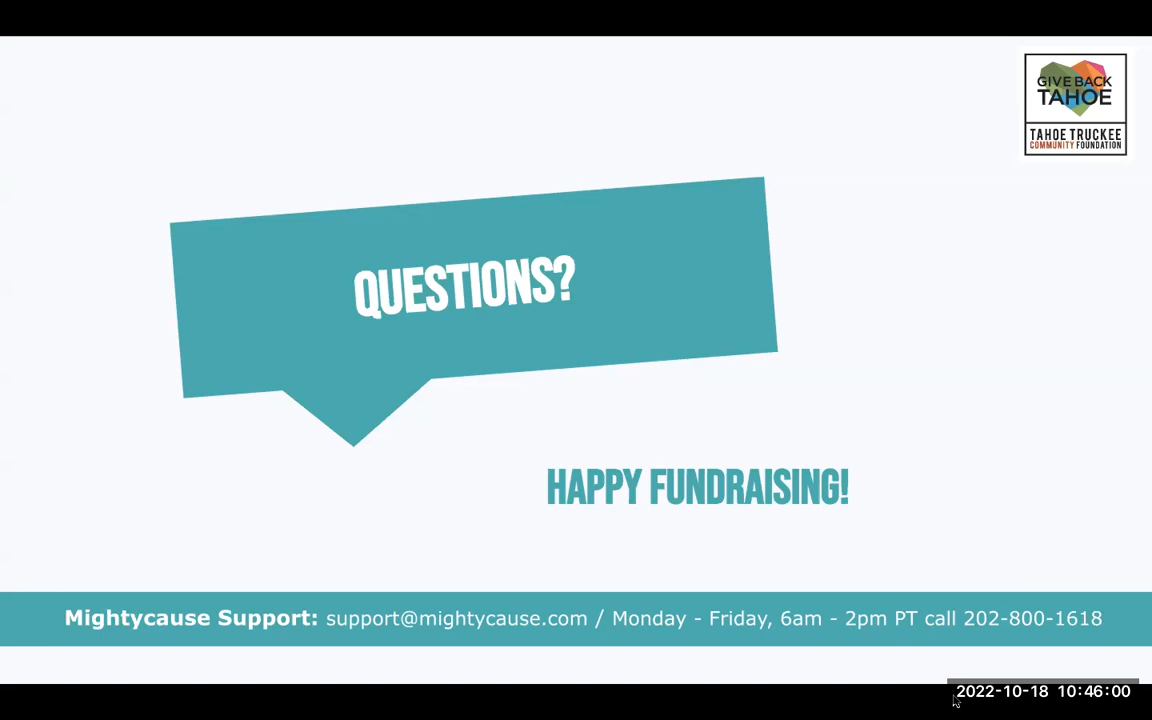 GIVE BACK
TAHOE
TAHOE TRUCKEE
COMMUNITY FOUNDATION
QUESTIONS?
HAPPY FUNDRAISING!
Mightycause Support: support@mightycause.com / Monday - Friday, 6am - 2pm PT call 202-800-1618
2022-10-18 10:46:00